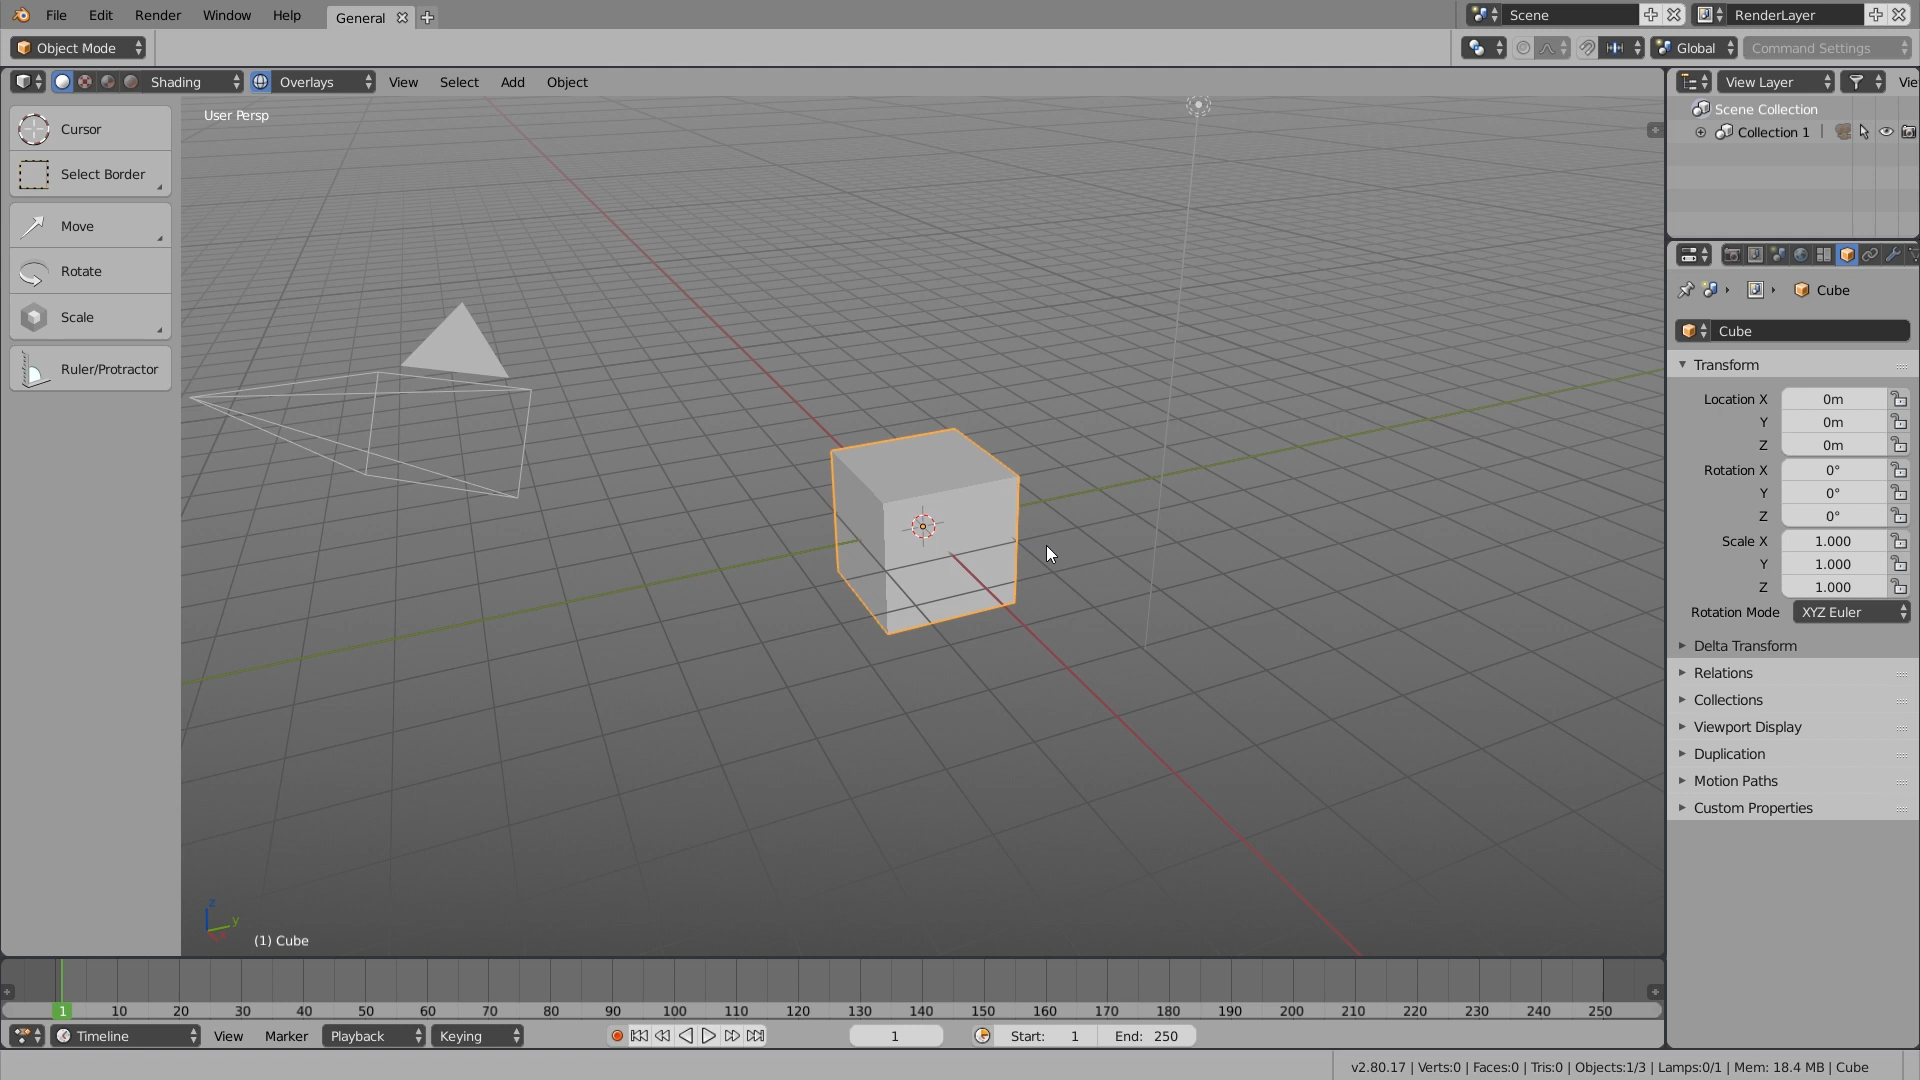 File Edit Render Window Help General Scene RenderLayer
Object Mode Global Command Settings
Shading Overlays View Select Add Object View Layer Vie
User Persp
Scene Collection
Collection 1
Cursor
Select Border
Move
Rotate
Scale
Ruler/Protractor
Cube
Cube
Transform
Location X 0m
Y 0m
Z 0m
Rotation X 0°
Y 0°
Z 0°
Scale X 1.000
Y 1.000
Z 1.000
Rotation Mode XYZ Euler
Delta Transform
Relations
Collections
Viewport Display
Duplication
Motion Paths
Custom Properties
z
y
x
(1) Cube
1 10 20 30 40 50 60 70 80 90 100 110 120 130 140 150 160 170 180 190 200 210 220 230 240 250
Timeline View Marker Playback Keying 1 Start: 1 End: 250
v2.80.17 | Verts:0 | Faces:0 | Tris:0 | Objects:1/3 | Lamps:0/1 | Mem: 18.4 MB | Cube